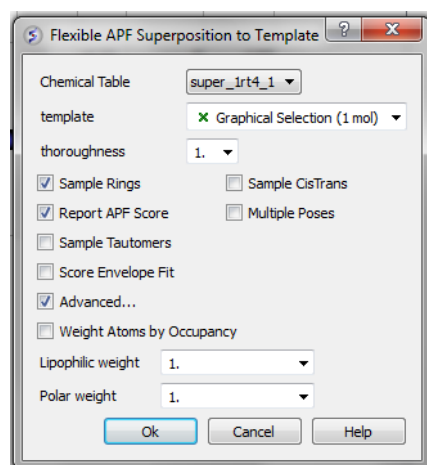 Flexible APF Superposition to Template
Chemical Table super_1rt4_1
template Graphical Selection (1 mol)
thoroughness 1.
Sample Rings Sample CisTrans
Report APF Score Multiple Poses
Sample Tautomers
Score Envelope Fit
Advanced...
Weight Atoms by Occupancy
Lipophilic weight 1.
Polar weight 1.
Ok Cancel Help